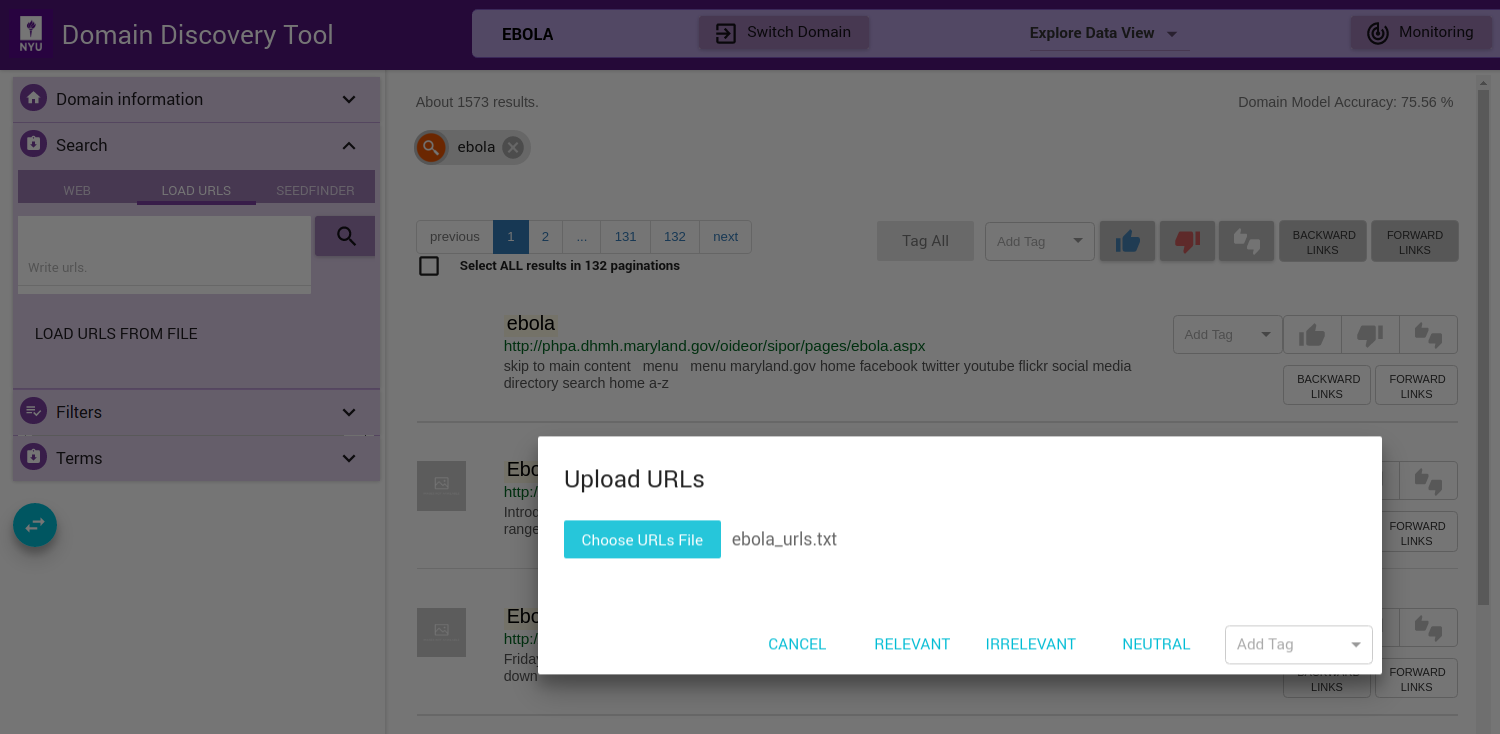 NYU
Domain Discovery Tool
EBOLA
Switch Domain
Explore Data View
Monitoring
Domain information
Search
WEB
LOAD URLS
SEEDFINDER
Write urls.
LOAD URLS FROM FILE
Filters
Terms
About 1573 results.
Domain Model Accuracy: 75.56 %
ebola
previous 1 2 ... 131 132 next
Tag All
Add Tag
BACKWARD
LINKS
FORWARD
LINKS
Select ALL results in 132 paginations
ebola
http://phpa.dhmh.maryland.gov/oideor/sipor/pages/ebola.aspx
skip to main content menu menu maryland.gov home facebook twitter youtube flickr social media
directory search home a-z
Add Tag
BACKWARD
LINKS
FORWARD
LINKS
Ebo
http:/
Introd
range
FORWARD
LINKS
Upload URLs
Choose URLs File
ebola_urls.txt
CANCEL
RELEVANT
IRRELEVANT
NEUTRAL
Add Tag
Ebo
http:/
Friday
down
BACKWARD
LINKS
FORWARD
LINKS